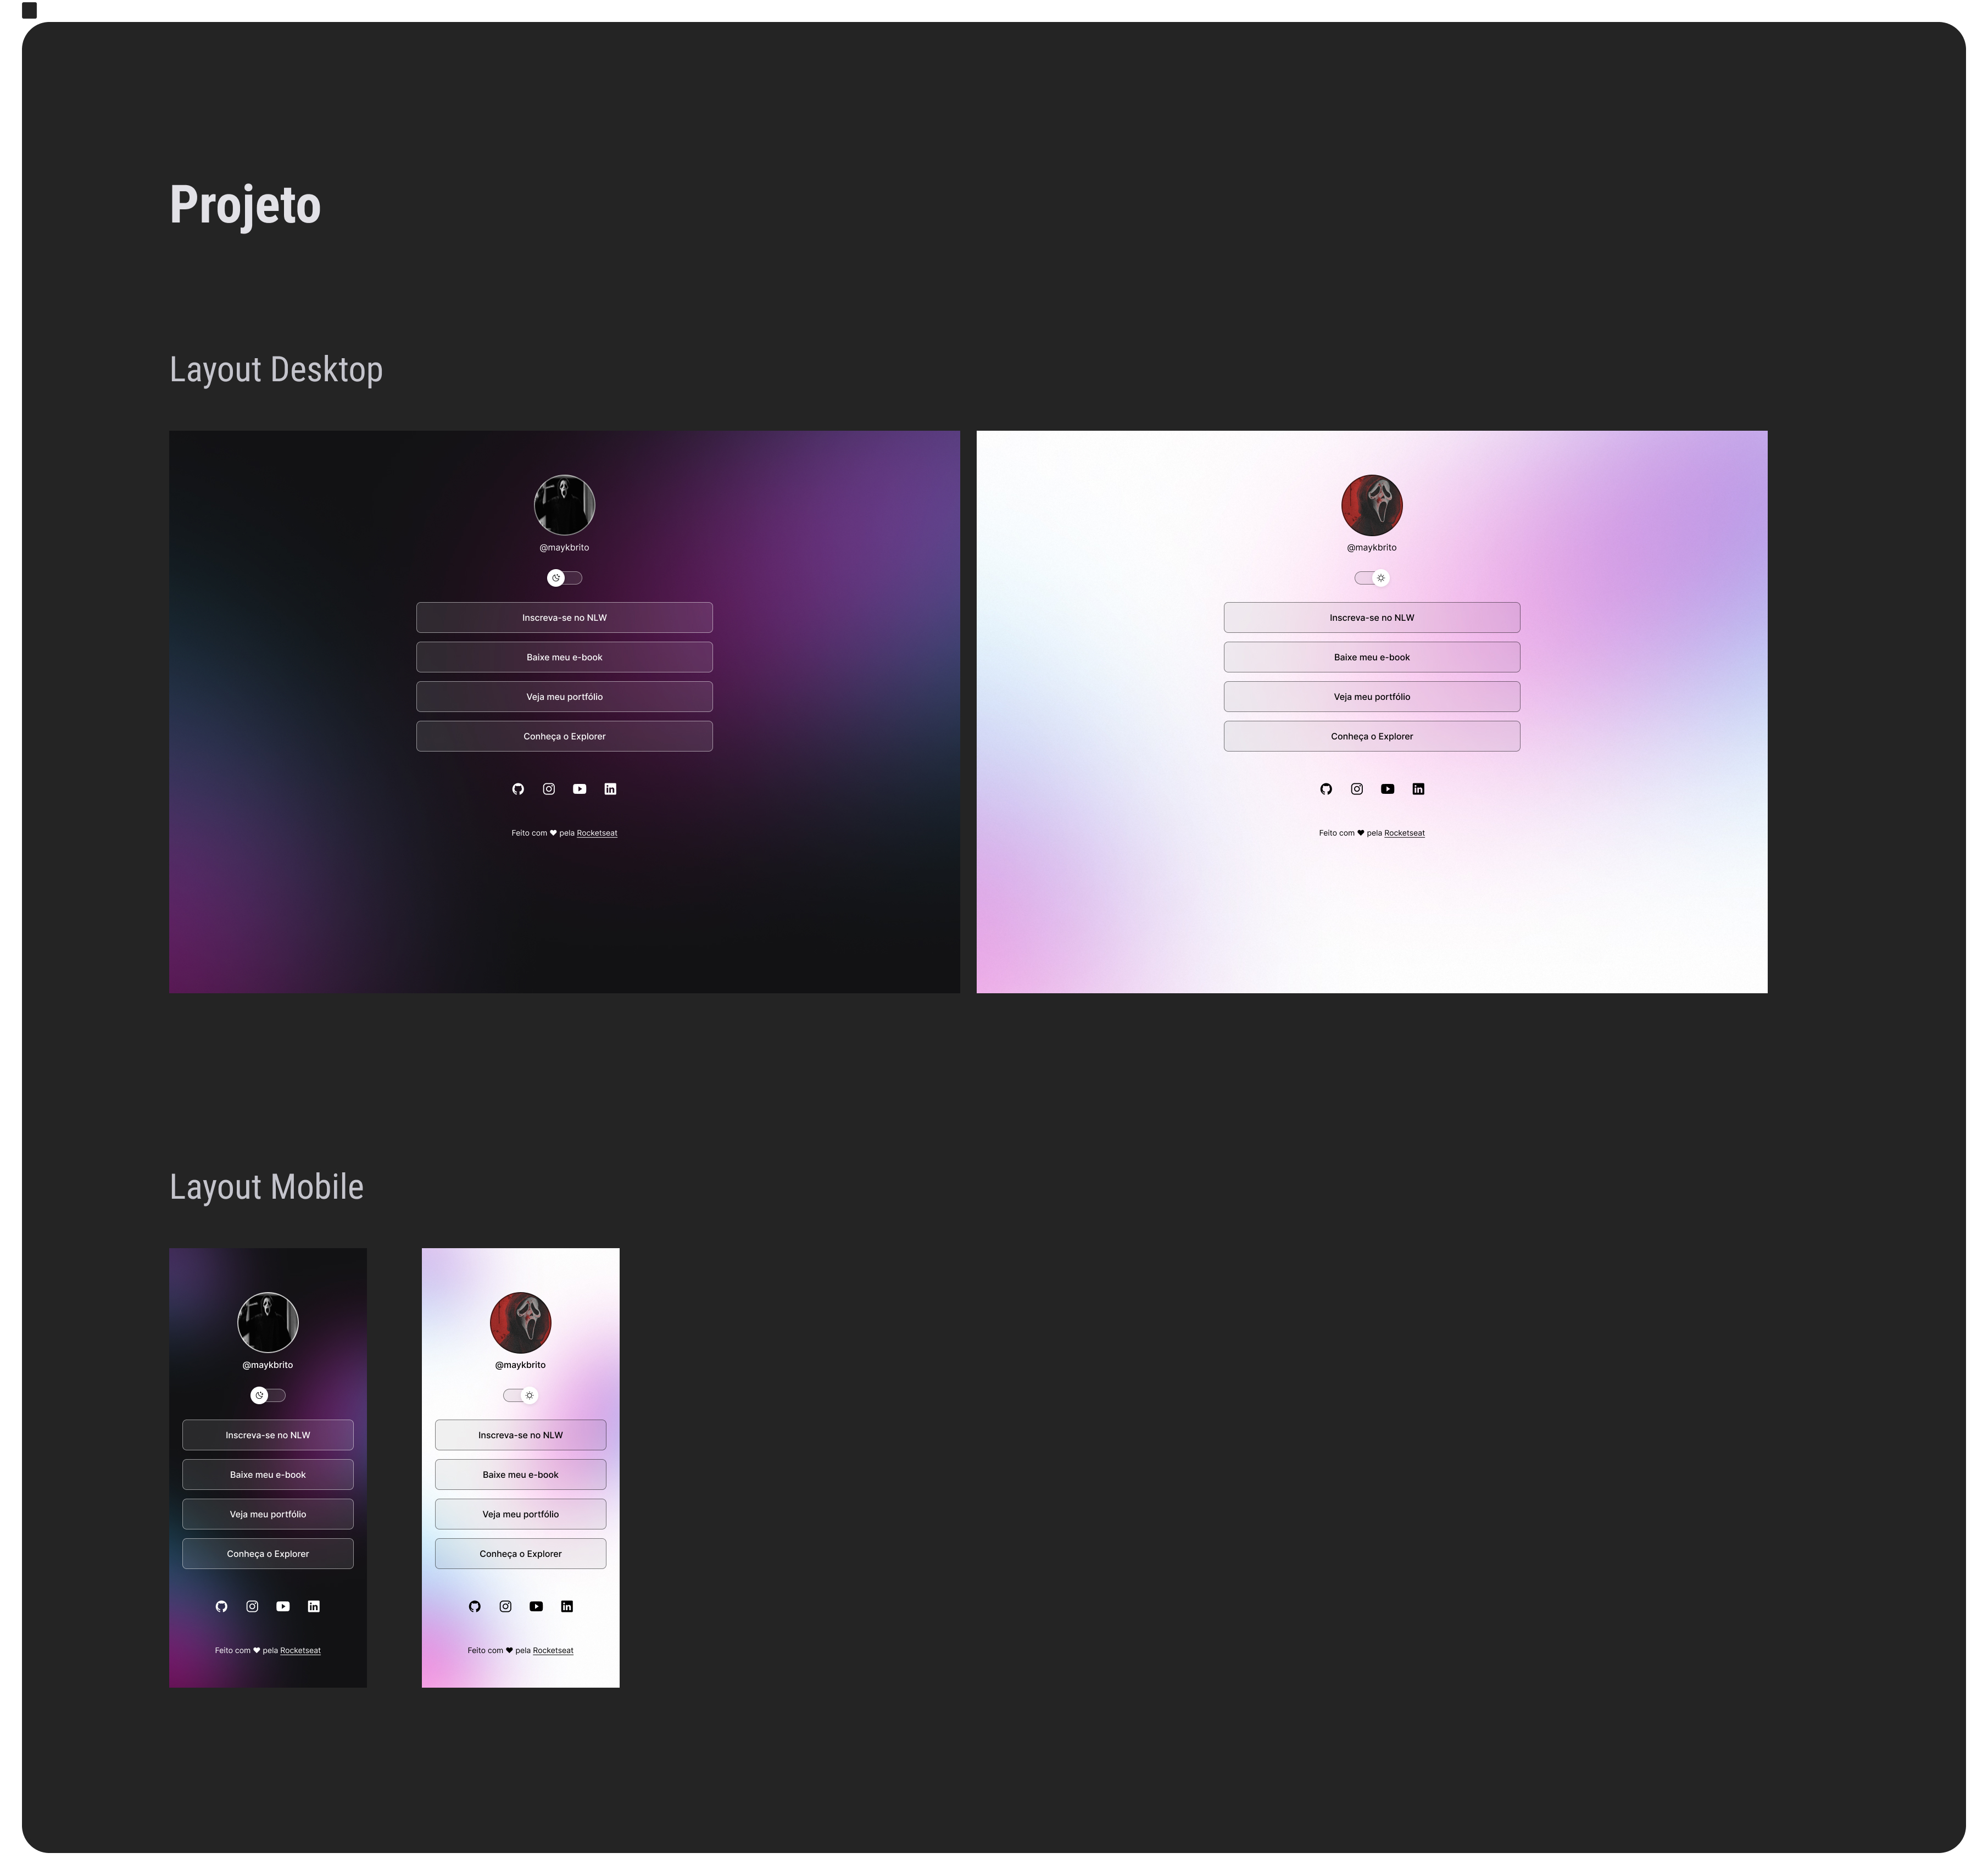 Projeto
Layout Desktop
@maykbrito
Inscreva-se no NLW
Baixe meu e-book
Veja meu portfólio
Conheça o Explorer
Feito com ♥ pela Rocketseat
@maykbrito
Inscreva-se no NLW
Baixe meu e-book
Veja meu portfólio
Conheça o Explorer
Feito com ♥ pela Rocketseat
Layout Mobile
@maykbrito
Inscreva-se no NLW
Baixe meu e-book
Veja meu portfólio
Conheça o Explorer
Feito com ♥ pela Rocketseat
@maykbrito
Inscreva-se no NLW
Baixe meu e-book
Veja meu portfólio
Conheça o Explorer
Feito com ♥ pela Rocketseat